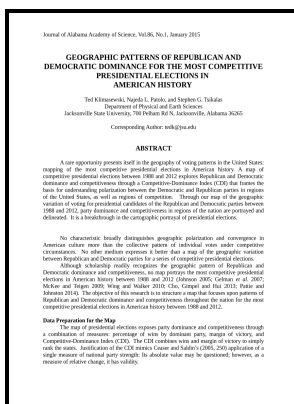 Journal of Alabama Academy of Science, Vol.86, No.1, January 2015
GEOGRAPHIC PATTERNS OF REPUBLICAN AND
DEMOCRATIC DOMINANCE FOR THE MOST COMPETITIVE
PRESIDENTIAL ELECTIONS IN
AMERICAN HISTORY
Ted Klimasewski, Najeda L. Patolo, and Stephen G. Tsikalas
Department of Physical and Earth Sciences
Jacksonville State University, 700 Pelham Rd N, Jacksonville, Alabama 36265
Corresponding Author: tedk@jsu.edu
ABSTRACT
A rare opportunity presents itself in the geography of voting patterns in the United States:
mapping of the most competitive presidential elections in American history. A map of
competitive presidential elections between 1988 and 2012 explores Republican and Democratic
dominance and competitiveness through a Competitive-Dominance Index (CDI) that frames the
basis for understanding polarization between the Democratic and Republican parties in regions
of the United States, as well as regions of competition. Through our map of the geographic
variation of voting for presidential candidates of the Republican and Democratic Parties between
1988 and 2012, party dominance and competitiveness in regions of the nation are portrayed and
delineated. It is a breakthrough in the cartographic portrayal of presidential elections.
No characteristic broadly distinguishes geographic polarization and convergence in
American culture more than the collective pattern of individual votes under competitive
circumstances. No other medium expresses it better than a map of the geographic variation
between Republican and Democratic parties for a series of competitive presidential elections.
Although scholarship readily recognizes the geographic pattern of Republican and
Democratic dominance and competitiveness, no map portrays the most competitive presidential
elections in American history between 1988 and 2012 (Johnson 2005; Gelman et al. 2007;
McKee and Teigen 2009; Wing and Walker 2010; Cho, Gimpel and Hui 2013; Pattie and
Johnston 2014). The objective of this research is to structure a map that focuses upon patterns of
Republican and Democratic dominance and competitiveness throughout the nation for the most
competitive presidential elections in American history between 1988 and 2012.
Data Preparation for the Map
The map of presidential elections exposes party dominance and competitiveness through
a combination of measures: percentage of wins by dominant party, margin of victory, and
Competitive-Dominance Index (CDI). The CDI combines wins and margin of victory to simply
rank the states. Justification of the CDI mimics Ceaser and Saldin's (2005, 250) application of a
single measure of national party strength: Its absolute value may be questioned; however, as a
measure of relative change, it has validity.